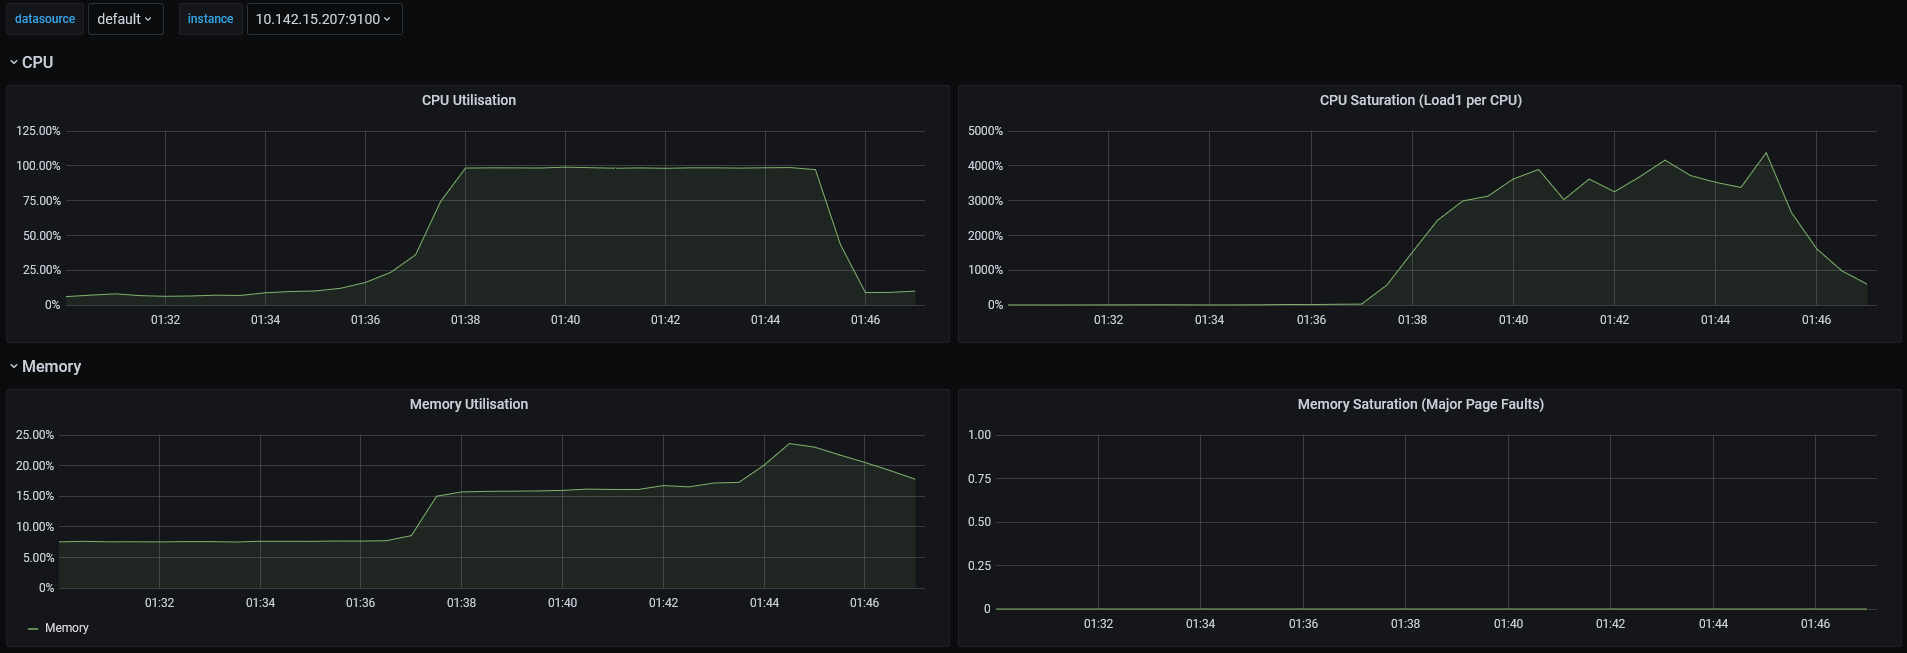 datasource default instance 10.142.15.207:9100
CPU
CPU Utilisation
125.00%
100.00%
75.00%
50.00%
25.00%
0%
01:32 01:34 01:36 01:38 01:40 01:42 01:44 01:46
CPU Saturation (Load1 per CPU)
5000%
4000%
3000%
2000%
1000%
0%
01:32 01:34 01:36 01:38 01:40 01:42 01:44 01:46
Memory
Memory Utilisation
25.00%
20.00%
15.00%
10.00%
5.00%
0%
01:32 01:34 01:36 01:38 01:40 01:42 01:44 01:46
Memory
Memory Saturation (Major Page Faults)
1.00
0.75
0.50
0.25
0
01:32 01:34 01:36 01:38 01:40 01:42 01:44 01:46